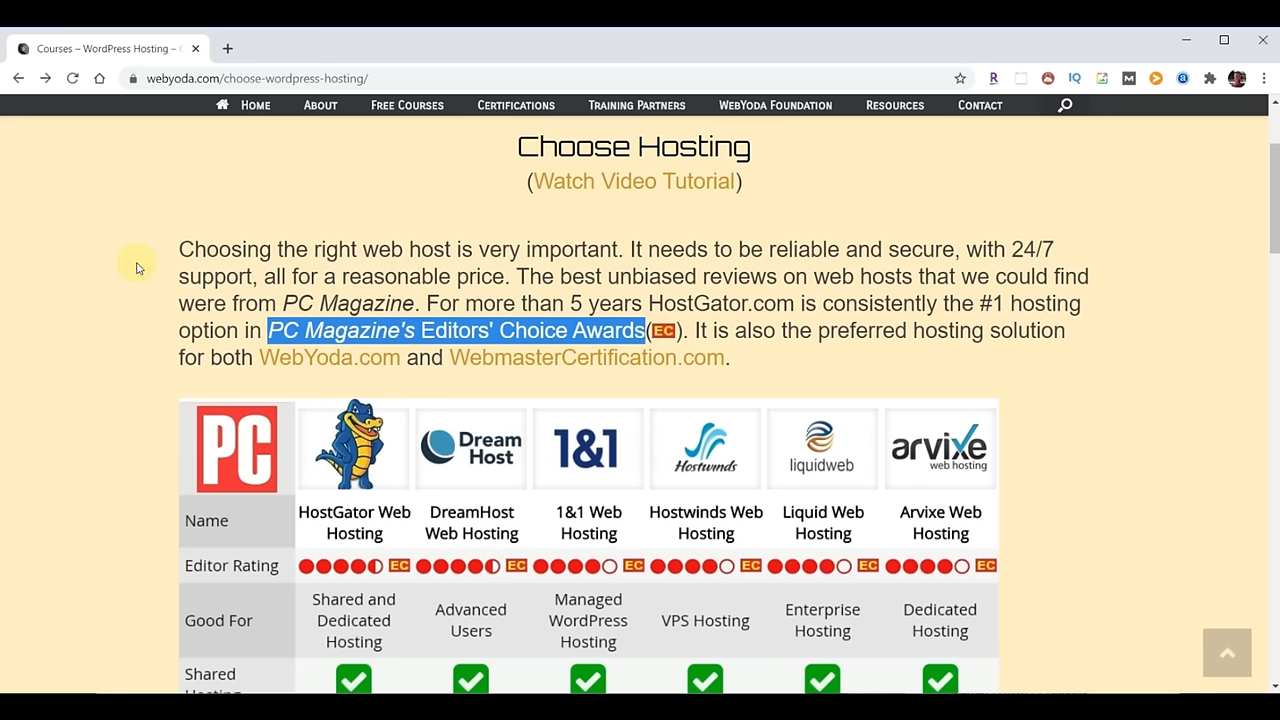 Courses – WordPress Hosting –
webyoda.com/choose-wordpress-hosting/
HOME ABOUT FREE COURSES CERTIFICATIONS TRAINING PARTNERS WEBYODA FOUNDATION RESOURCES CONTACT
Choose Hosting
(Watch Video Tutorial)
Choosing the right web host is very important. It needs to be reliable and secure, with 24/7
support, all for a reasonable price. The best unbiased reviews on web hosts that we could find
were from PC Magazine. For more than 5 years HostGator.com is consistently the #1 hosting
option in PC Magazine's Editors' Choice Awards(EC). It is also the preferred hosting solution
for both WebYoda.com and WebmasterCertification.com.
PC Dream Host 1&1 Hostwinds liquidweb arvixe web hosting
Name HostGator Web Hosting DreamHost Web Hosting 1&1 Web Hosting Hostwinds Web Hosting Liquid Web Hosting Arvixe Web Hosting
Editor Rating EC EC EC EC EC EC
Good For Shared and Dedicated Hosting Advanced Users Managed WordPress Hosting VPS Hosting Enterprise Hosting Dedicated Hosting
Shared